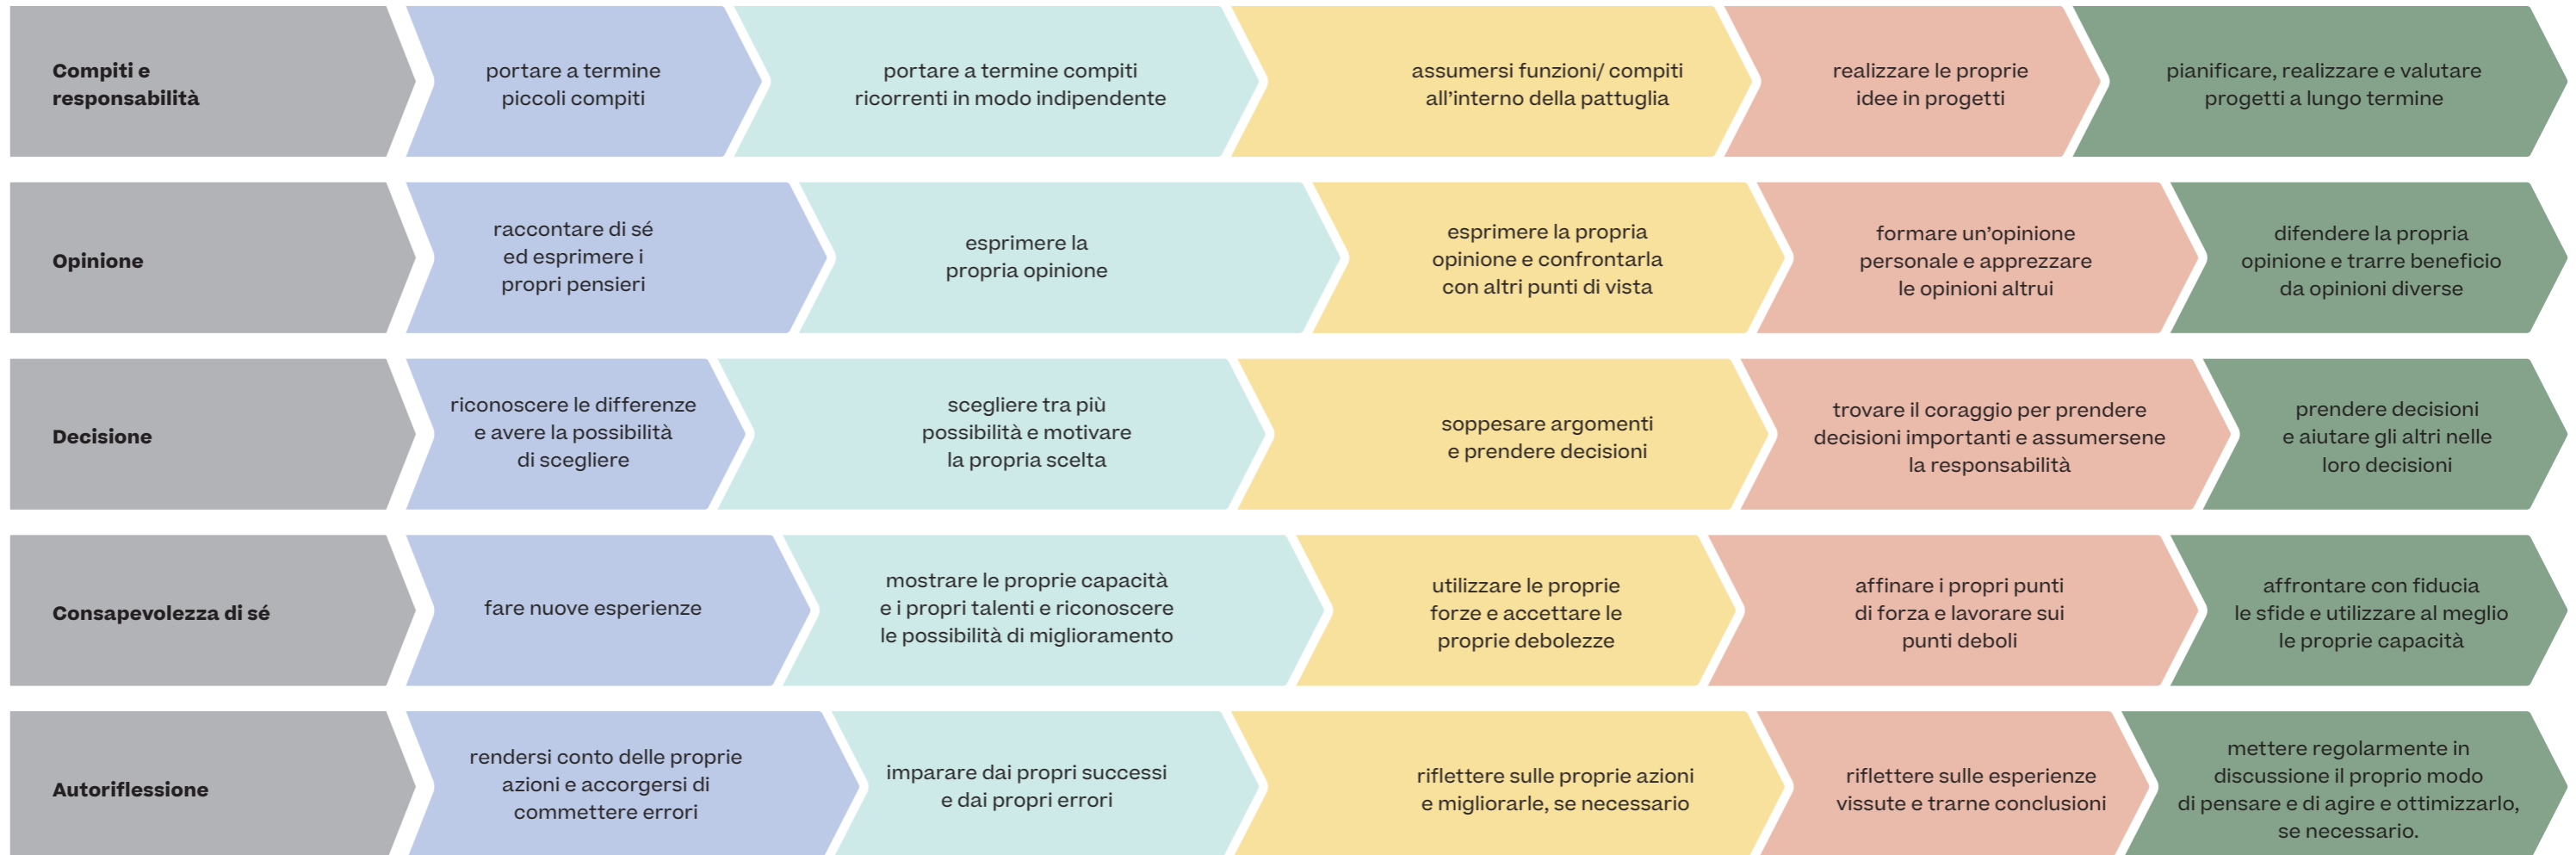 Compiti e
responsabilità
portare a termine
piccoli compiti
portare a termine compiti
ricorrenti in modo indipendente
assumersi funzioni/ compiti
all’interno della pattuglia
realizzare le proprie
idee in progetti
pianificare, realizzare e valutare
progetti a lungo termine
Opinione
raccontare di sé
ed esprimere i
propri pensieri
esprimere la
propria opinione
esprimere la propria
opinione e confrontarla
con altri punti di vista
formare un’opinione
personale e apprezzare
le opinioni altrui
difendere la propria
opinione e trarre beneficio
da opinioni diverse
Decisione
riconoscere le differenze
e avere la possibilità
di scegliere
scegliere tra più
possibilità e motivare
la propria scelta
soppesare argomenti
e prendere decisioni
trovare il coraggio per prendere
decisioni importanti e assumersene
la responsabilità
prendere decisioni
e aiutare gli altri nelle
loro decisioni
Consapevolezza di sé
fare nuove esperienze
mostrare le proprie capacità
e i propri talenti e riconoscere
le possibilità di miglioramento
utilizzare le proprie
forze e accettare le
proprie debolezze
affinare i propri punti
di forza e lavorare sui
punti deboli
affrontare con fiducia
le sfide e utilizzare al meglio
le proprie capacità
Autoriflessione
rendersi conto delle proprie
azioni e accorgersi di
commettere errori
imparare dai propri successi
e dai propri errori
riflettere sulle proprie azioni
e migliorarle, se necessario
riflettere sulle esperienze
vissute e trarne conclusioni
mettere regolarmente in
discussione il proprio modo
di pensare e di agire e ottimizzarlo,
se necessario.